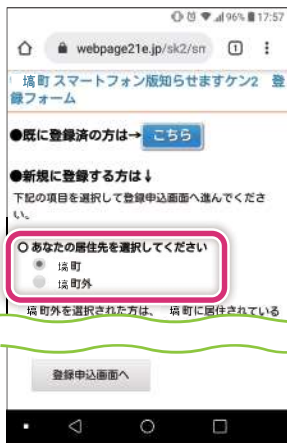 96% 17:57
webpage21e.jp/sk2/sm
1
塙町スマートフォン版知らせますケン2 登
録フォーム
●既に登録済の方は→ こちら
●新規に登録する方は↓
下記の項目を選択して登録申込画面へ進んでくださ
い。
○あなたの居住先を選択してください
塙町
塙町外
塙町外を選択された方は、 塙町に居住されている
登録申込画面へ